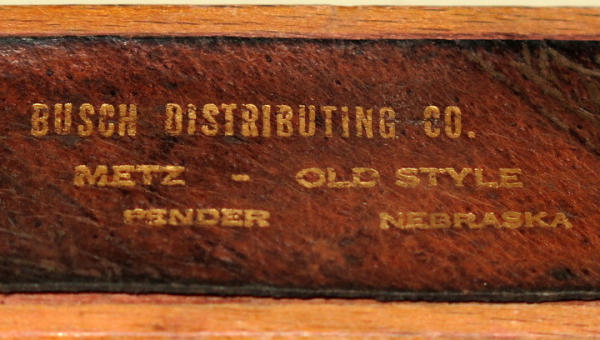 BUSCH DISTRIBUTING CO.
METZ - OLD STYLE
PENDER NEBRASKA